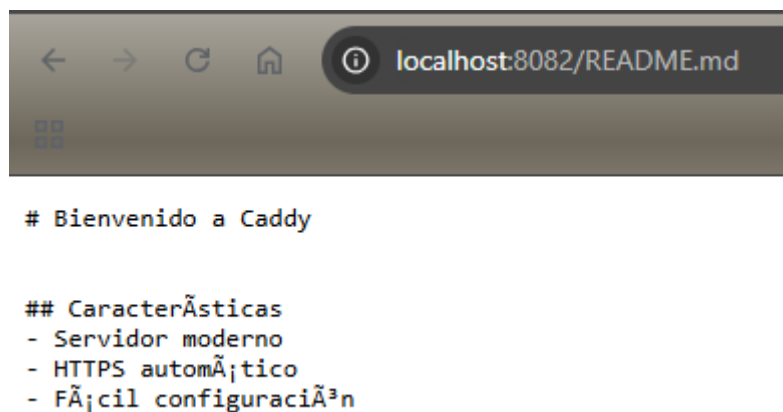 localhost:8082/README.md
# Bienvenido a Caddy
## CaracterÃsticas
- Servidor moderno
- HTTPS automÃ¡tico
- FÃ¡cil configuraciÃ³n